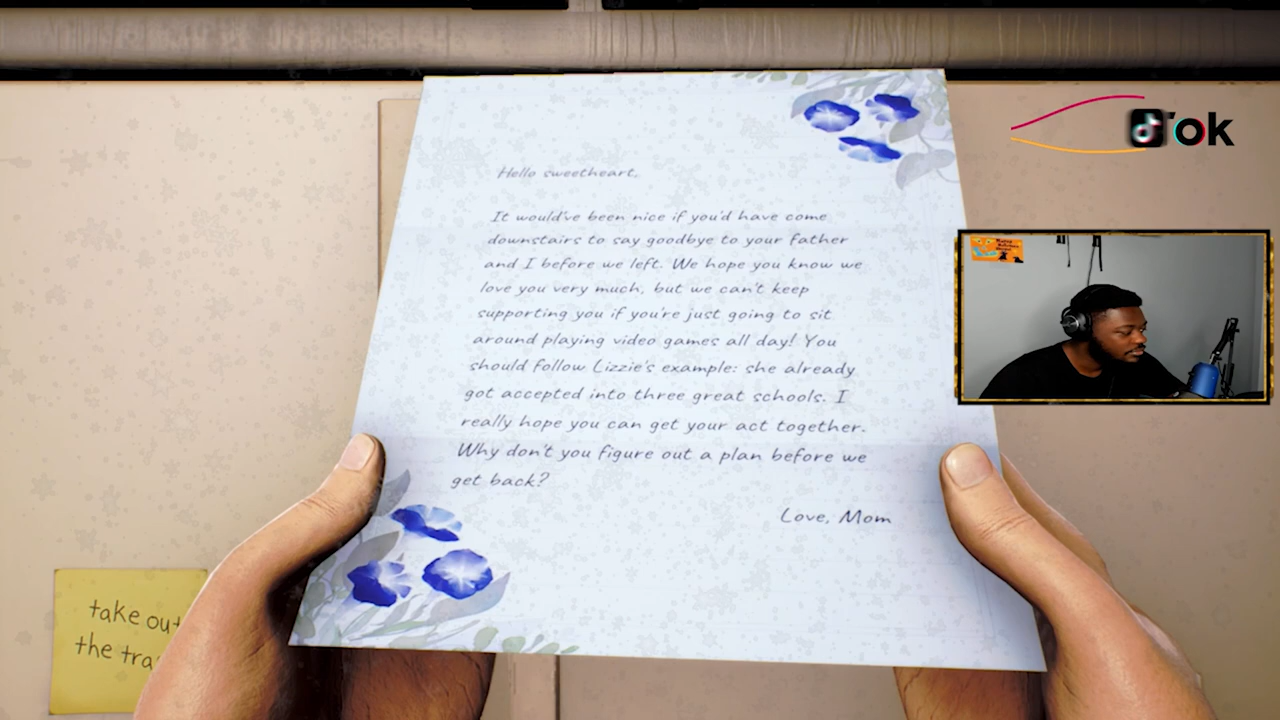 Hello sweetheart,
It would've been nice if you'd have come
downstairs to say goodbye to your father
and I before we left. We hope you know we
love you very much, but we can't keep
supporting you if you're just going to sit
around playing video games all day! You
should follow Lizzie's example: she already
got accepted into three great schools. I
really hope you can get your act together.
Why don't you figure out a plan before we
get back?
Love, Mom
take out
the